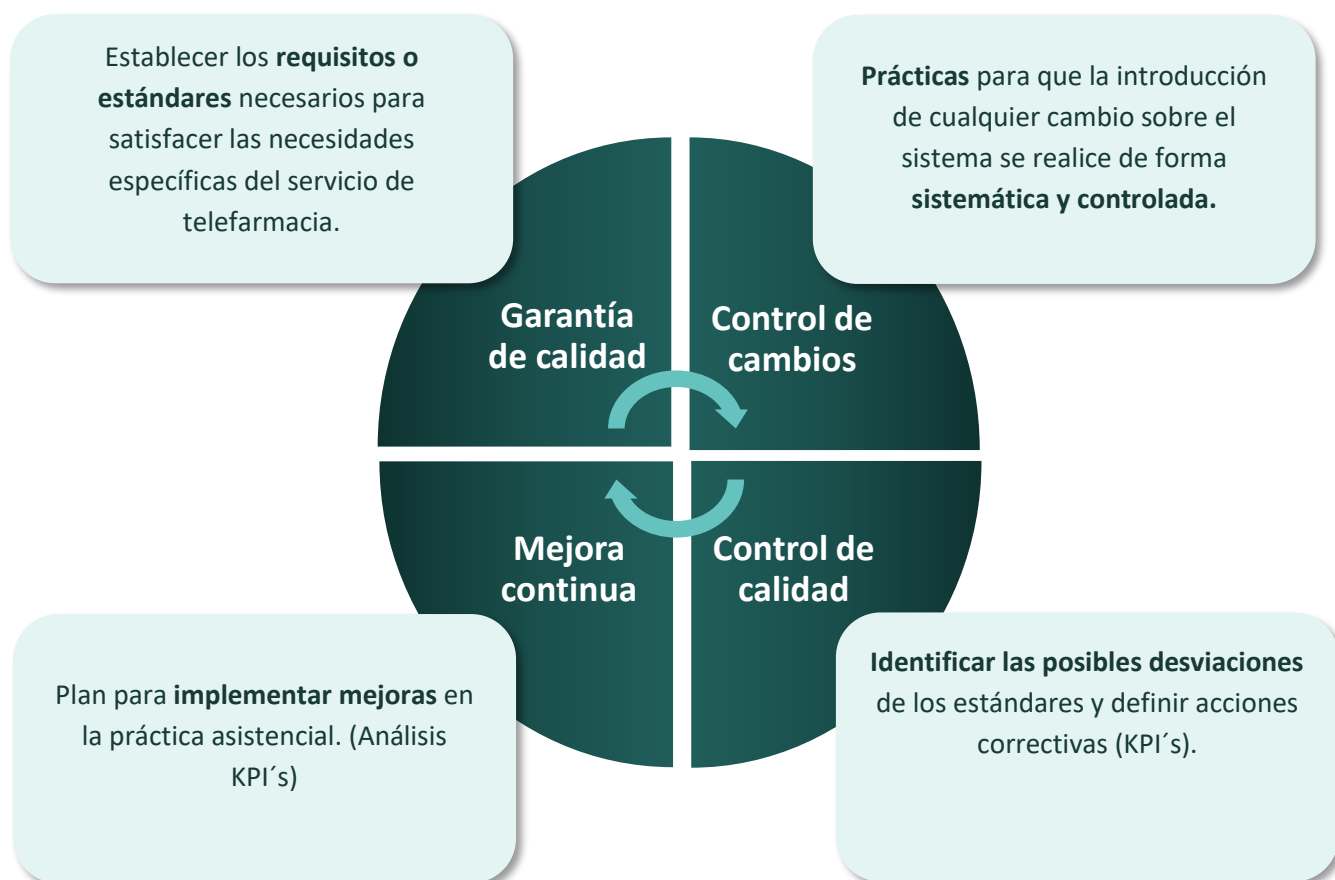 Establecer los requisitos o
estándares necesarios para
satisfacer las necesidades
específicas del servicio de
telefarmacia.
Prácticas para que la introducción
de cualquier cambio sobre el
sistema se realice de forma
sistemática y controlada.
Garantía
de calidad
Control de
cambios
Mejora
continua
Control de
calidad
Plan para implementar mejoras en
la práctica asistencial. (Análisis
KPI´s)
Identificar las posibles desviaciones
de los estándares y definir acciones
correctivas (KPI´s).